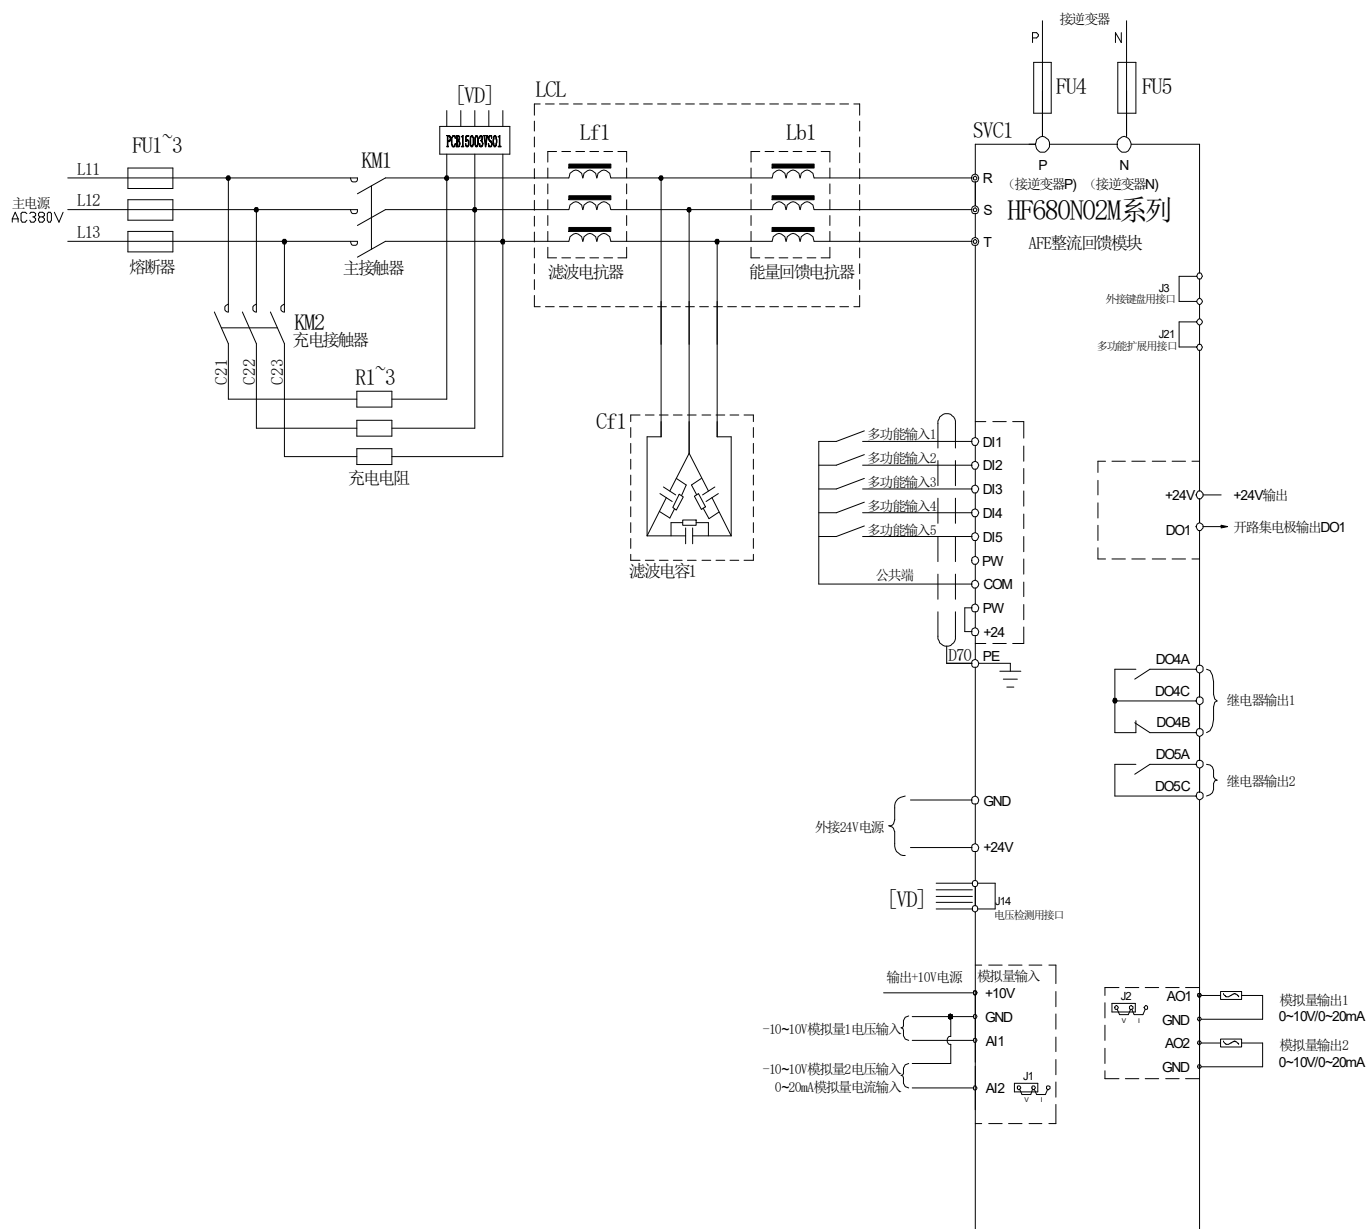 接逆变器
P
N
FU4
FU5
[VD]
LCL
PCB15003VS01
Lf1
Lb1
SVC1
FU1~3
KM1
P
N
L11
R
(接逆变器P)
(接逆变器N)
主电源
AC380V
L12
S
HF680N02M系列
L13
T
AFE整流回馈模块
熔断器
主接触器
滤波电抗器
能量回馈电抗器
J3
外接键盘用接口
KM2
充电接触器
J21
多功能扩展用接口
C21
C22
C23
R1~3
充电电阻
Cf1
滤波电容1
多功能输入1
DI1
多功能输入2
DI2
多功能输入3
DI3
多功能输入4
DI4
多功能输入5
DI5
PW
公共端
COM
PW
+24
D70
PE
+24V
+24V输出
DO1
开路集电极输出DO1
DO4A
DO4C
继电器输出1
DO4B
DO5A
继电器输出2
DO5C
GND
外接24V电源
+24V
[VD]
J14
电压检测用接口
输出+10V电源
模拟量输入
+10V
GND
-10~10V模拟量1电压输入
AI1
-10~10V模拟量2电压输入
0~20mA模拟量电流输入
AI2
J1
V
I
J2
V
I
AO1
模拟量输出1
GND
0~10V/0~20mA
AO2
模拟量输出2
GND
0~10V/0~20mA